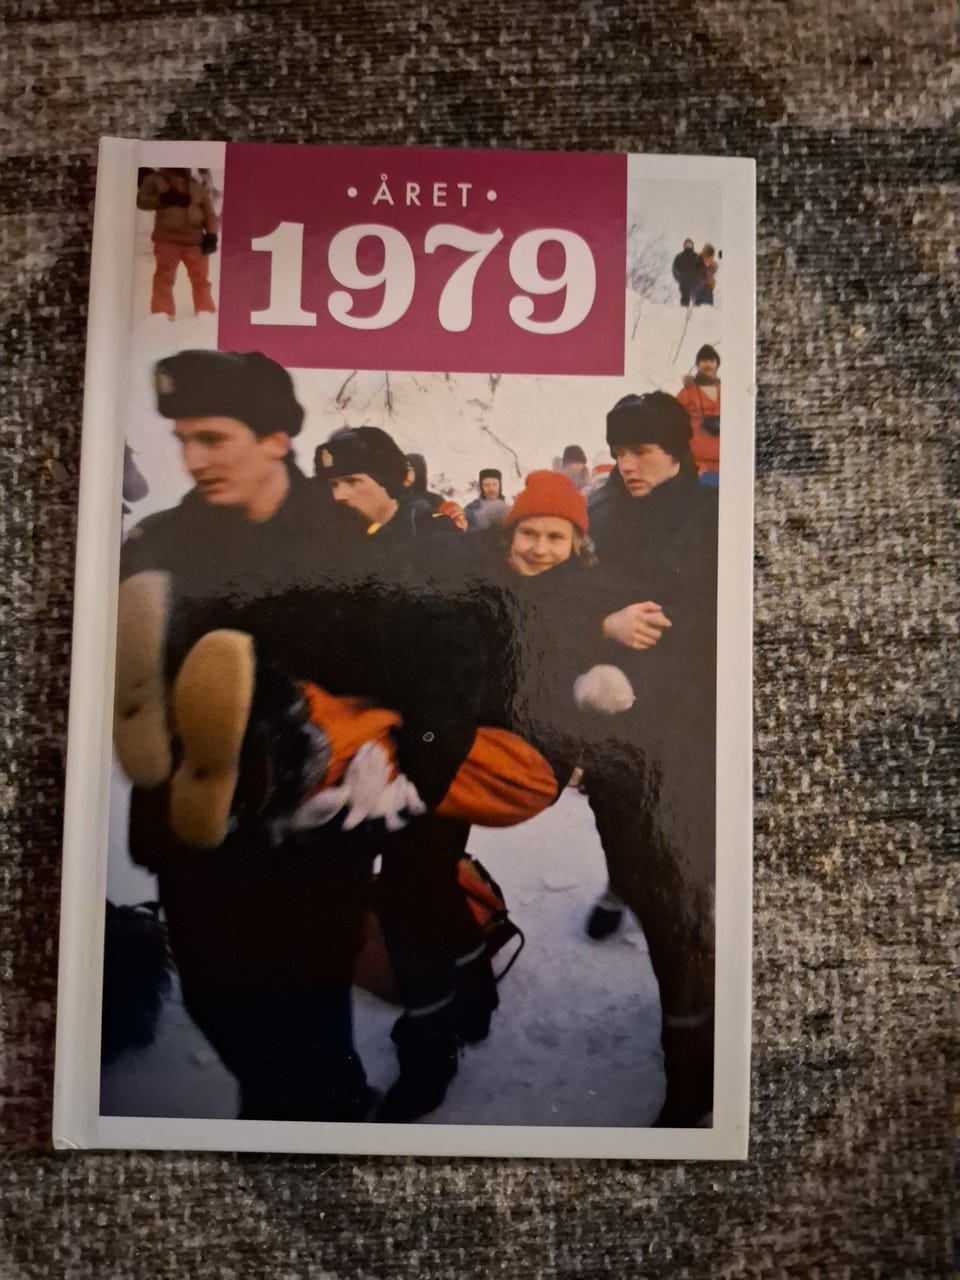 • ÅRET •
1979